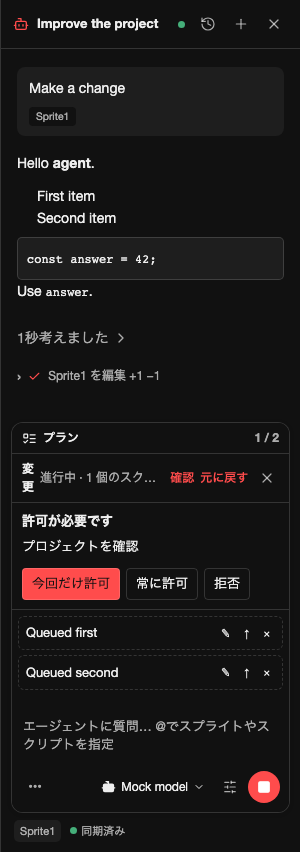 Improve the project
Make a change
Sprite1
Hello agent.
First item
Second item
const answer = 42;
Use answer.
1秒考えました
Sprite1 を編集 +1 −1
プラン 1 / 2
変更 進行中 · 1 個のスク… 確認 元に戻す
許可が必要です
プロジェクトを確認
今回だけ許可 常に許可 拒否
Queued first
Queued second
エージェントに質問… @でスプライトやス
クリプトを指定
Mock model
Sprite1 同期済み